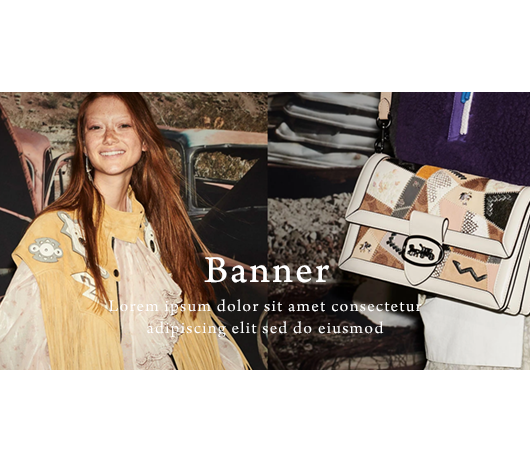 Banner
Lorem ipsum dolor sit amet consectetur
adipiscing elit sed do eiusmod